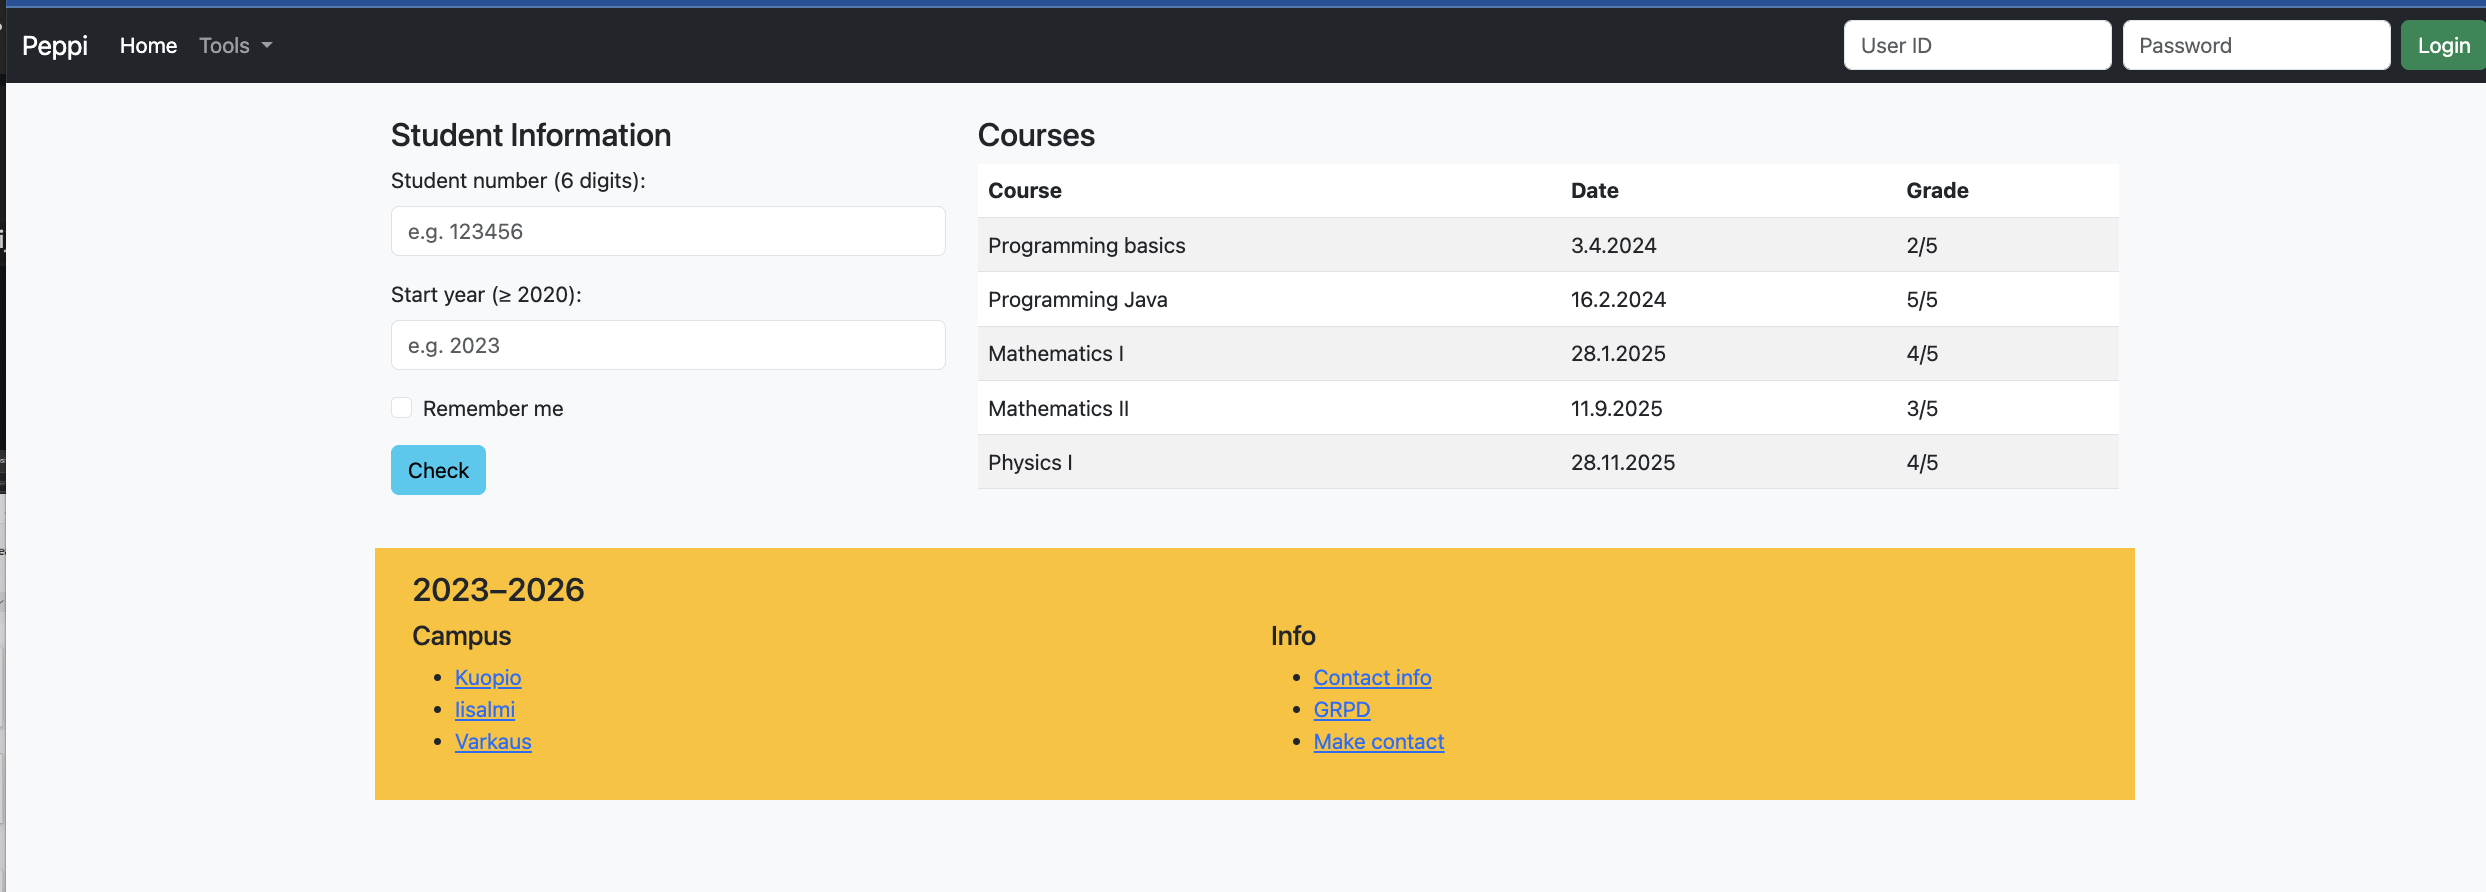 Peppi Home Tools User ID Password Login
Student Information
Student number (6 digits):
e.g. 123456
Start year (≥ 2020):
e.g. 2023
Remember me
Check
Courses
Course Date Grade
Programming basics 3.4.2024 2/5
Programming Java 16.2.2024 5/5
Mathematics I 28.1.2025 4/5
Mathematics II 11.9.2025 3/5
Physics I 28.11.2025 4/5
2023–2026
Campus
Kuopio
Iisalmi
Varkaus
Info
Contact info
GRPD
Make contact